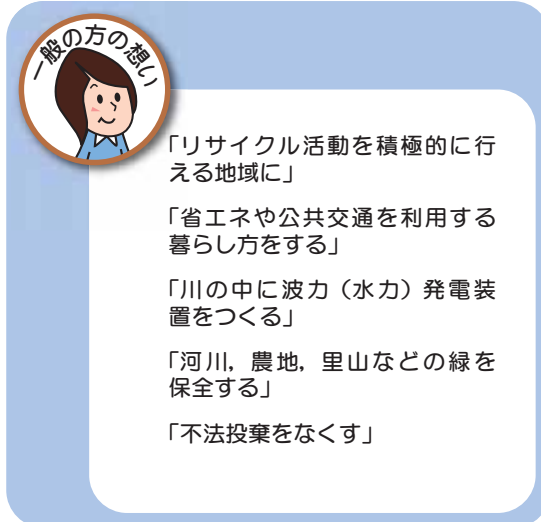 一般の方の想い
「リサイクル活動を積極的に行
える地域に」
「省エネや公共交通を利用する
暮らし方をする」
「川の中に波力（水力）発電装
置をつくる」
「河川，農地，里山などの緑を
保全する」
「不法投棄をなくす」